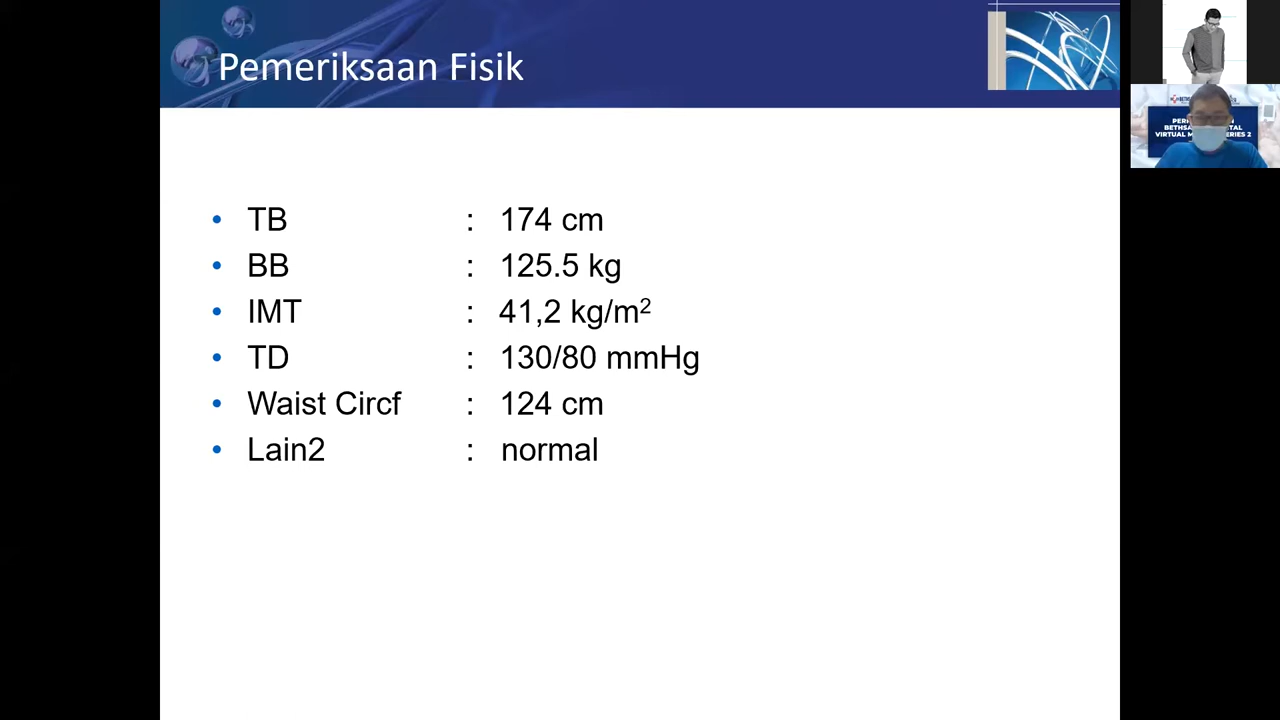 Pemeriksaan Fisik
• TB : 174 cm
• BB : 125.5 kg
• IMT : 41,2 kg/m²
• TD : 130/80 mmHg
• Waist Circf : 124 cm
• Lain2 : normal
VIRTUAL